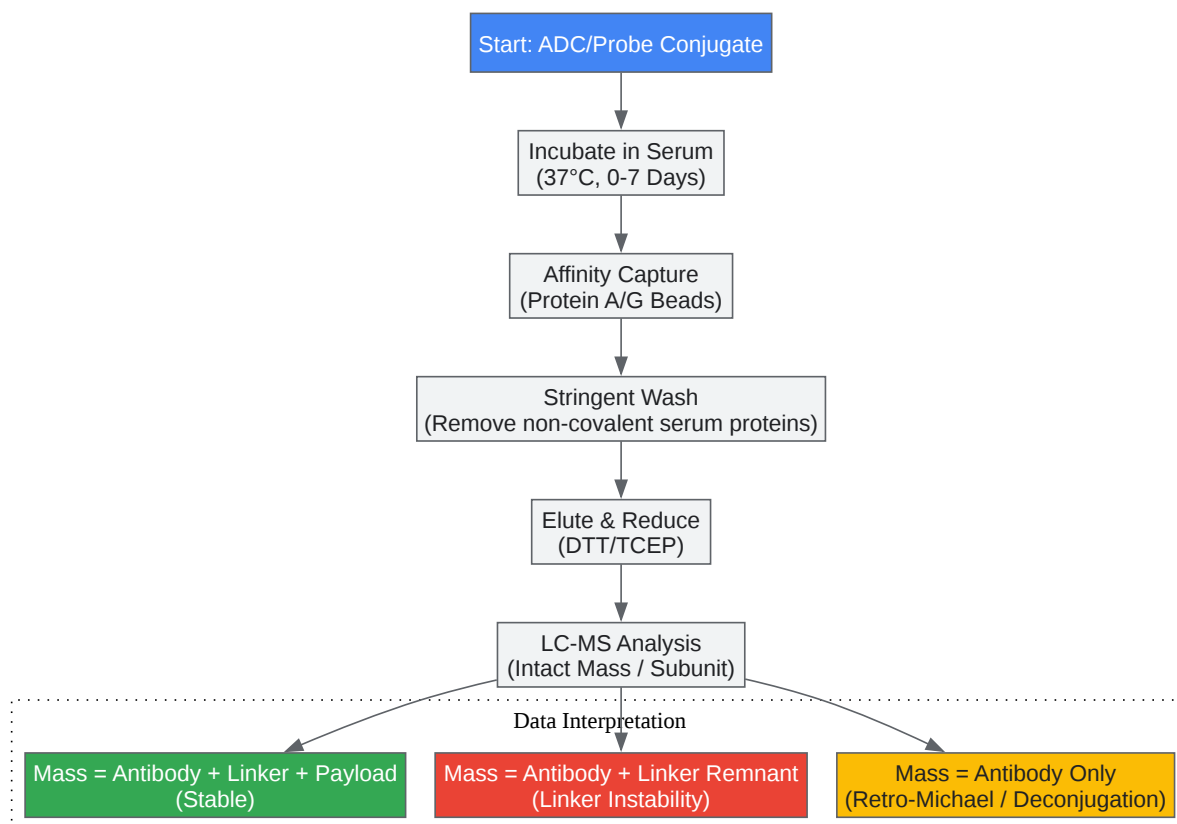 Start: ADC/Probe Conjugate
Incubate in Serum
(37°C, 0-7 Days)
Affinity Capture
(Protein A/G Beads)
Stringent Wash
(Remove non-covalent serum proteins)
Elute & Reduce
(DTT/TCEP)
LC-MS Analysis
(Intact Mass / Subunit)
Data Interpretation
Mass = Antibody + Linker + Payload
(Stable)
Mass = Antibody + Linker Remnant
(Linker Instability)
Mass = Antibody Only
(Retro-Michael / Deconjugation)